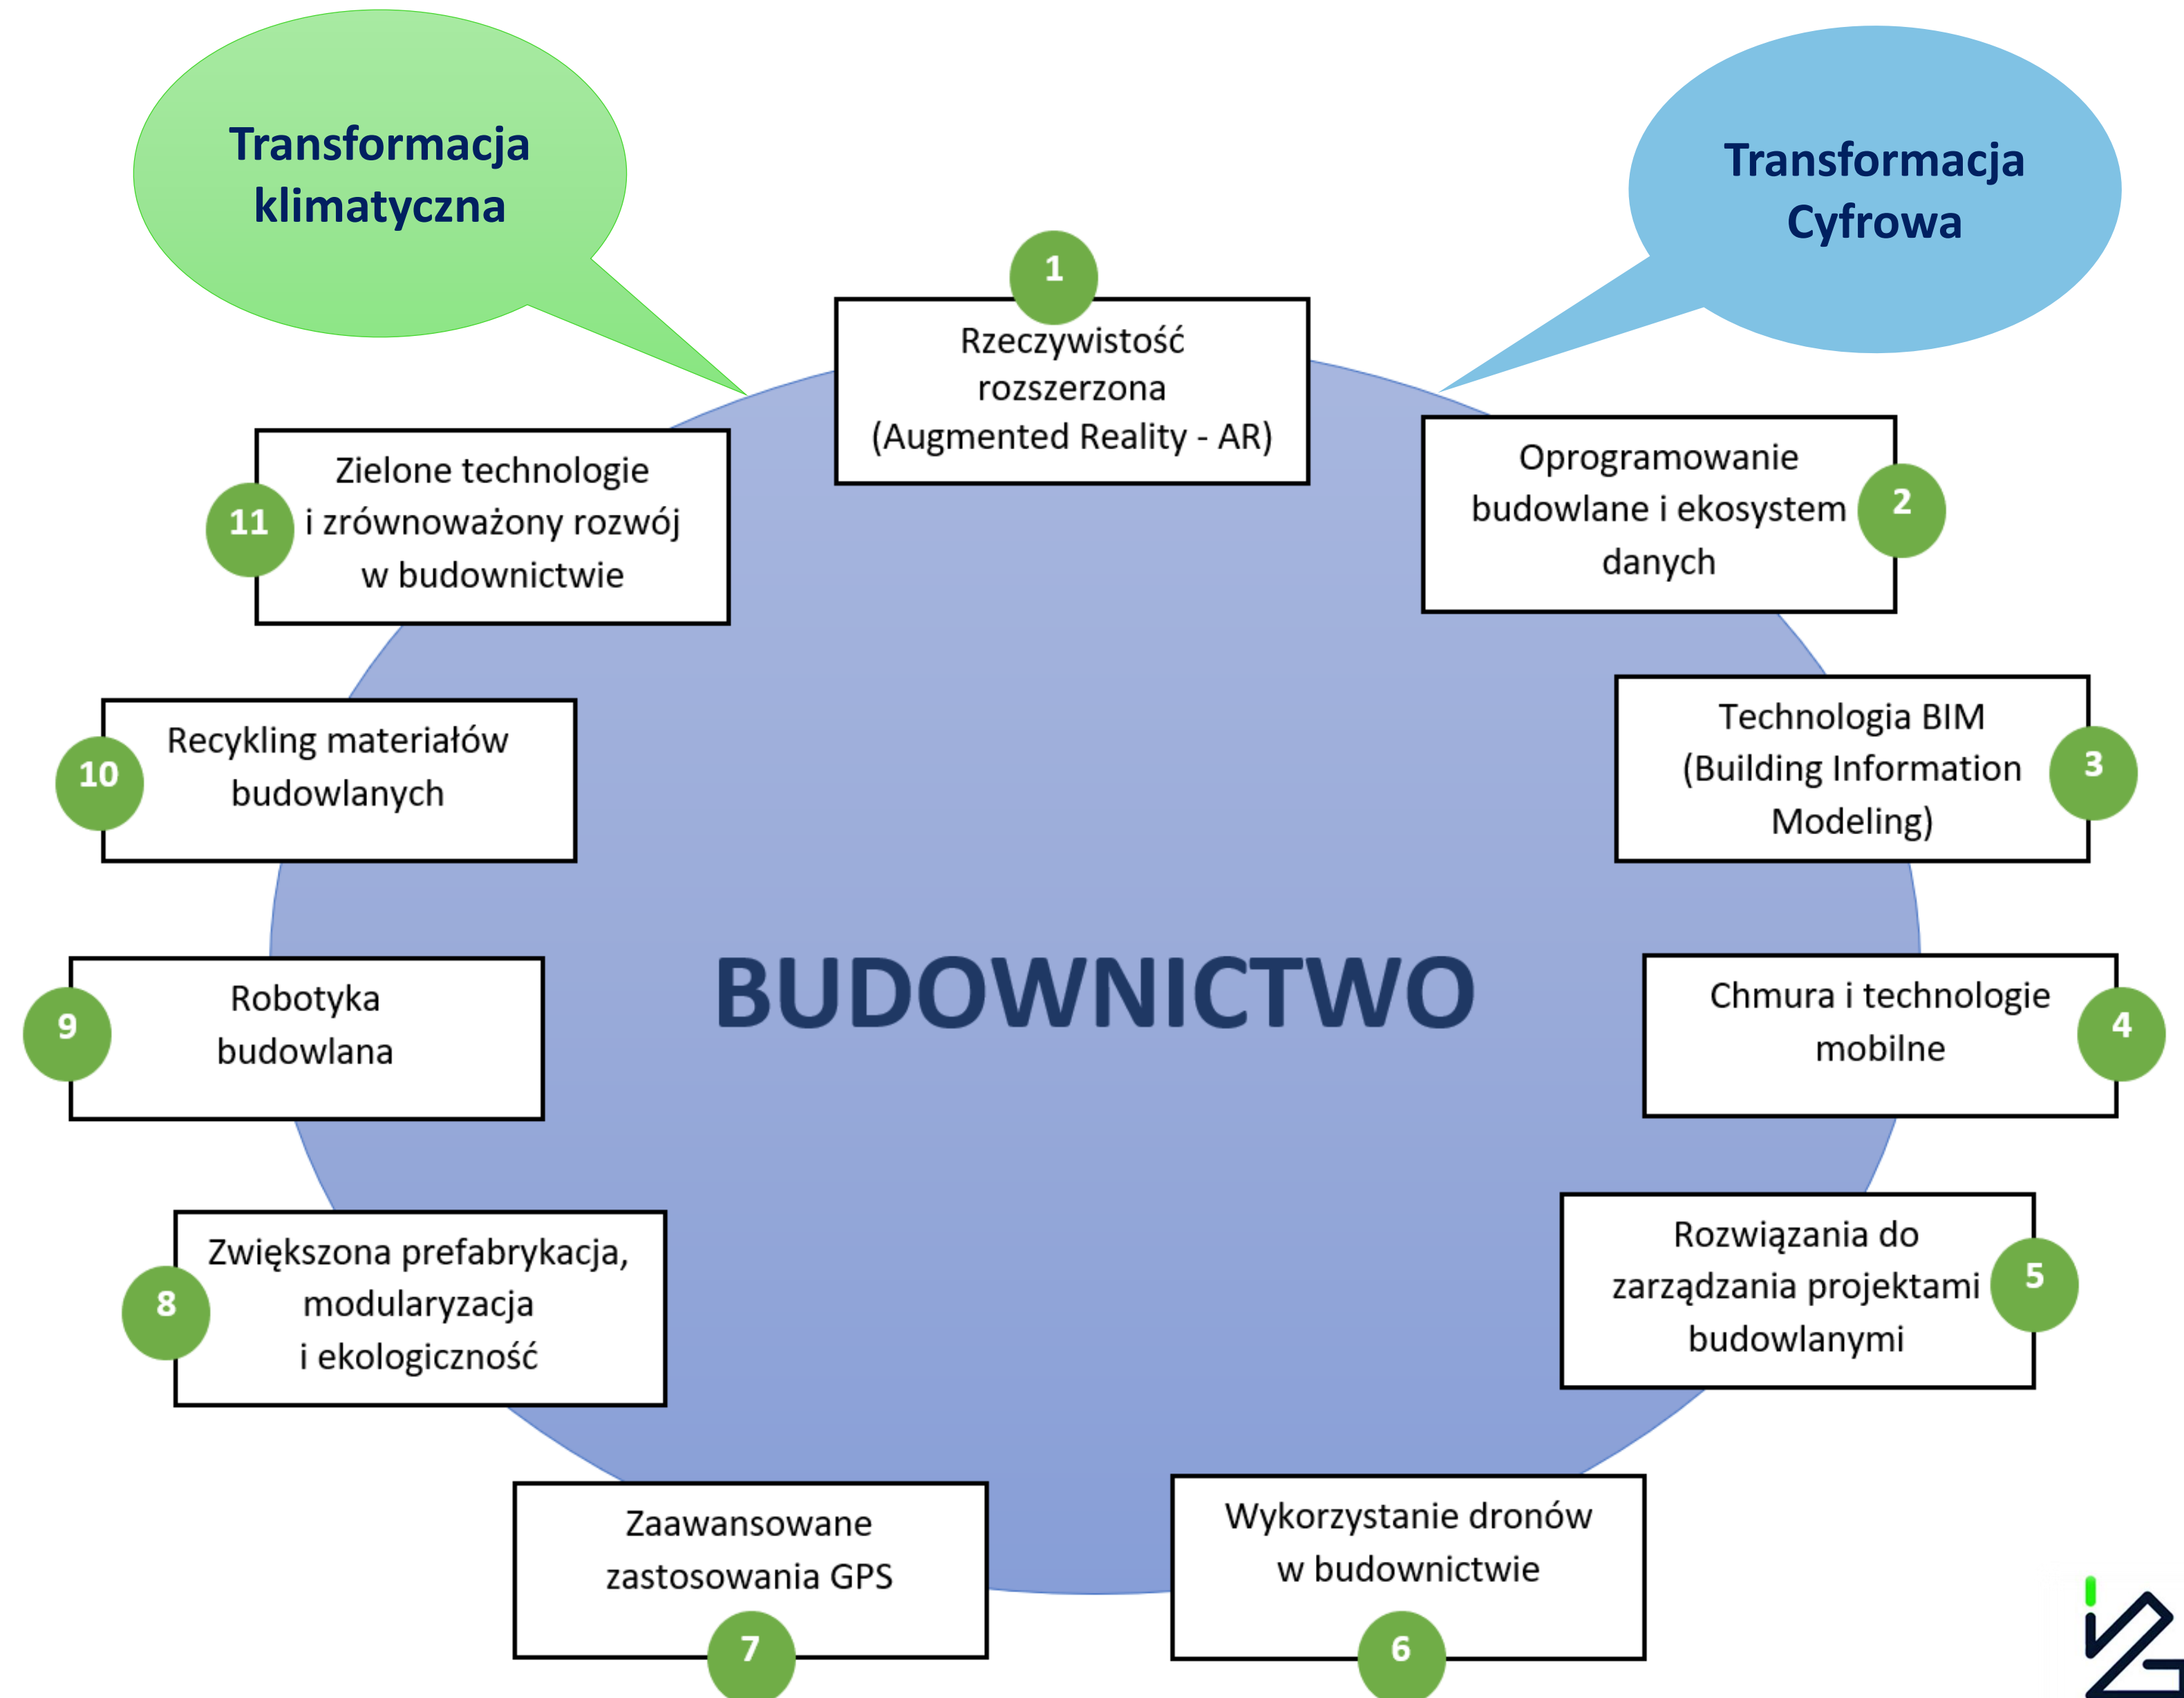 Transformacja
klimatyczna
Transformacja
Cyfrowa
1
Rzeczywistość
rozszerzona
(Augmented Reality - AR)
2
Oprogramowanie
budowlane i ekosystem
danych
3
Technologia BIM
(Building Information
Modeling)
4
Chmura i technologie
mobilne
5
Rozwiązania do
zarządzania projektami
budowlanymi
6
Wykorzystanie dronów
w budownictwie
7
Zaawansowane
zastosowania GPS
8
Zwiększona prefabrykacja,
modularyzacja
i ekologiczność
9
Robotyka
budowlana
10
Recykling materiałów
budowlanych
11
Zielone technologie
i zrównoważony rozwój
w budownictwie
BUDOWNICTWO